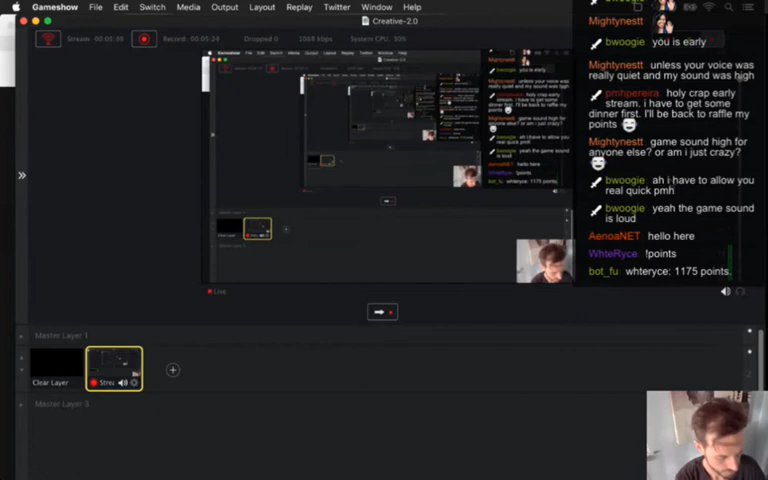 Gameshow File Edit Switch Media Output Layout Replay Twitter Window Help
Creative-2.0
Stream - 00:05:59 Record - 00:05:24 Dropped 0 1068 kbps System CPU: 30%
Mightynestt
bwoogie you is early
Mightynestt unless your voice was
really quiet and my sound was high
pmhpereira: holy crap early
stream. i have to get some
dinner first. I'll be back to raffle my
points
Mightynestt game sound high for
anyone else? or am i just crazy?
bwoogie ah i have to allow you
real quick pmh
bwoogie yeah the game sound
is loud
AenoaNET hello here
WhteRyce: !points
bot_fu whteryce: 1175 points.
Live
Master Layer 1
Clear Layer
Strea
2
Master Layer 3